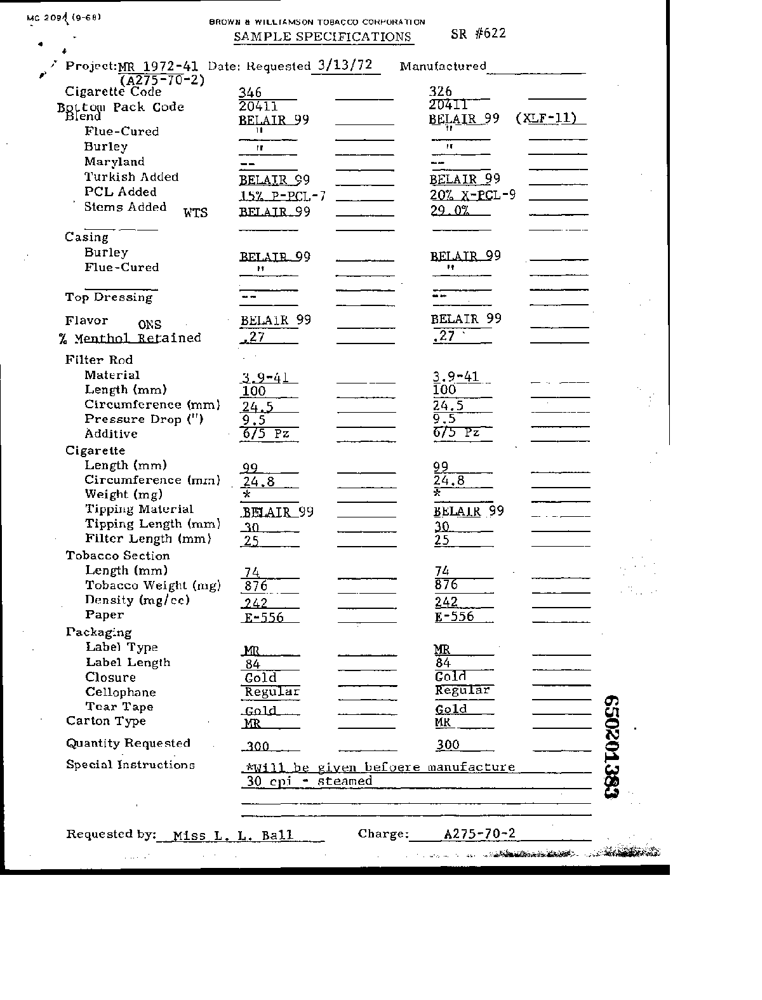 MC 2094 (9-68)
BROWN & WILLIAMSON TOBACCO CORPORATION
SAMPLE SPECIFICATIONS SR #622
Project: MR 1972-41 Date: Requested 3/13/72 Manufactured
(A275-70-2)
Cigarette Code 346 326
Bottom Pack Code 20411 20411
Blend BELAIR 99 BELAIR 99 (XLF-11)
Flue-Cured " "
Burley " "
Maryland -- --
Turkish Added BELAIR 99 BELAIR 99
PCL Added 15% P-PCL-7 20% X-PCL-9
Stems Added WTS BELAIR 99 29.0%
Casing
Burley BELAIR 99 BELAIR 99
Flue-Cured " "
Top Dressing -- --
Flavor ONS BELAIR 99 BELAIR 99
% Menthol Retained .27 .27
Filter Rod
Material 3.9-41 3.9-41
Length (mm) 100 100
Circumference (mm) 24.5 24.5
Pressure Drop (") 9.5 9.5
Additive 6/5 Pz 6/5 Pz
Cigarette
Length (mm) 99 99
Circumference (mm) 24.8 24.8
Weight (mg) * *
Tipping Material BELAIR 99 BELAIR 99
Tipping Length (mm) 30 30
Filter Length (mm) 25 25
Tobacco Section
Length (mm) 74 74
Tobacco Weight (mg) 876 876
Density (mg/cc) 242 242
Paper E-556 E-556
Packaging
Label Type MR MR
Label Length 84 84
Closure Gold Gold
Cellophane Regular Regular
Tear Tape Gold Gold
Carton Type MR MR
Quantity Requested 300 300
Special Instructions *Will be given befoere manufacture
30 cpi - steamed
Requested by: Miss L. L. Ball Charge: A275-70-2
650201383